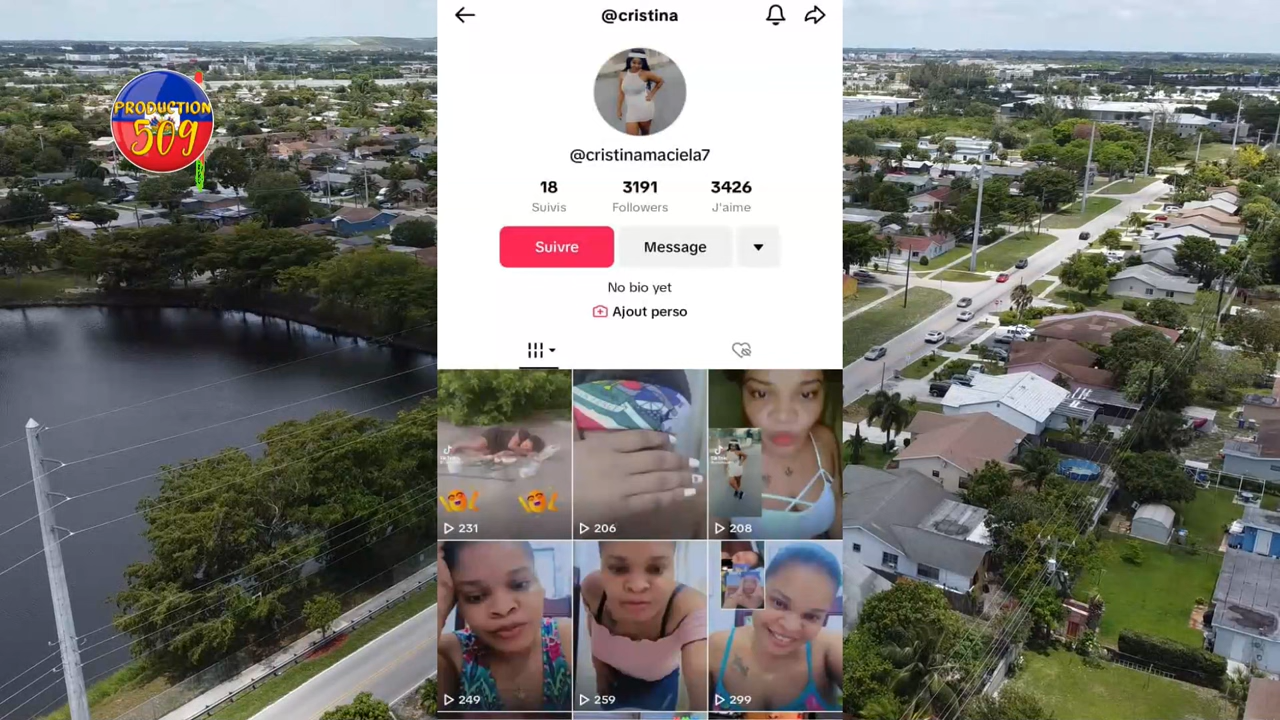 PRODUCTION
509
@cristina
@cristinamaciela7
18 3191 3426
Suivis Followers J'aime
Suivre Message
No bio yet
Ajout perso
231 206 208
249 259 299